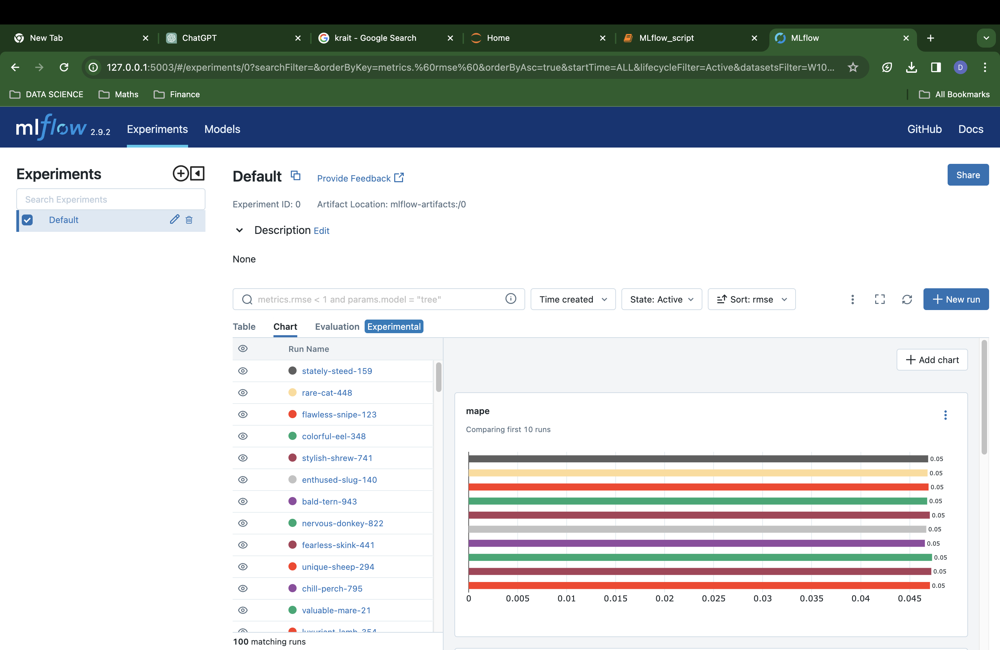 New Tab
ChatGPT
krait - Google Search
Home
MLflow_script
MLflow
127.0.0.1:5003/#/experiments/0?searchFilter=&orderByKey=metrics.%60rmse%60&orderByAsc=true&startTime=ALL&lifecycleFilter=Active&datasetsFilter=W10...
D
DATA SCIENCE
Maths
Finance
All Bookmarks
mlflow 2.9.2
Experiments
Models
GitHub
Docs
Experiments
Search Experiments
Default
Default
Provide Feedback
Share
Experiment ID: 0
Artifact Location: mlflow-artifacts:/0
Description Edit
None
metrics.rmse < 1 and params.model = "tree"
Time created
State: Active
Sort: rmse
New run
Table
Chart
Evaluation
Experimental
Run Name
stately-steed-159
rare-cat-448
flawless-snipe-123
colorful-eel-348
stylish-shrew-741
enthused-slug-140
bald-tern-943
nervous-donkey-822
fearless-skink-441
unique-sheep-294
chill-perch-795
valuable-mare-21
luxuriant-lamb-354
100 matching runs
Add chart
mape
Comparing first 10 runs
0.05
0.05
0.05
0.05
0.05
0.05
0.05
0.05
0.05
0.05
0 0.005 0.01 0.015 0.02 0.025 0.03 0.035 0.04 0.045